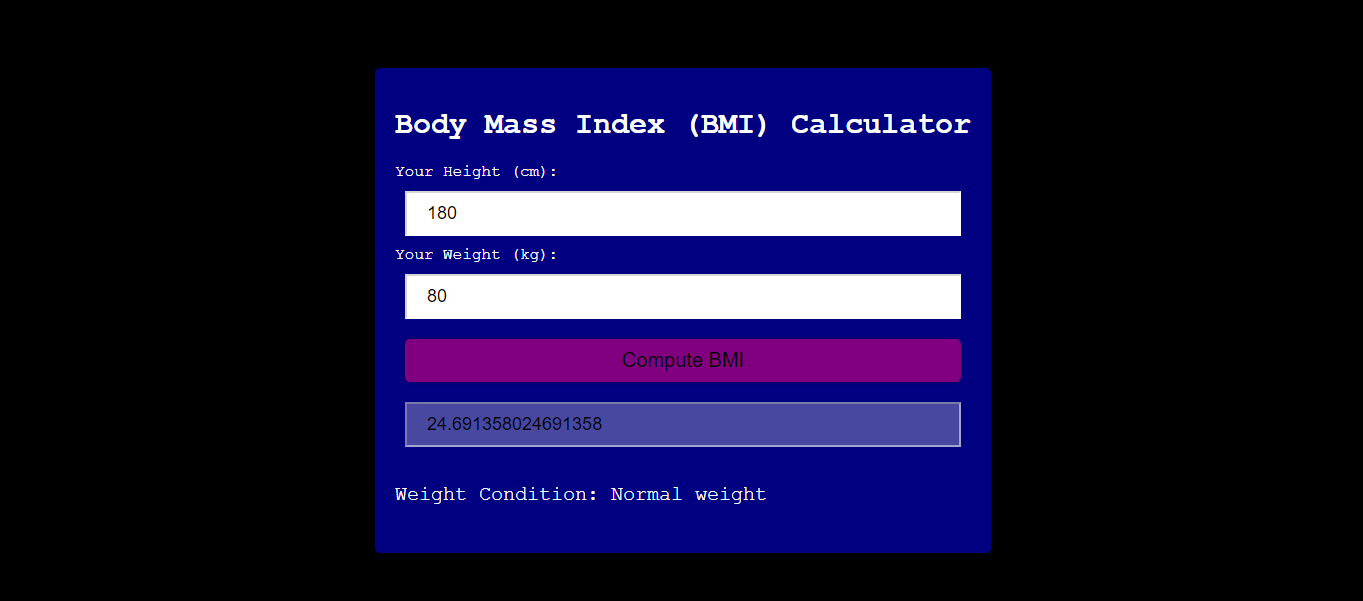 Body Mass Index (BMI) Calculator
Your Height (cm):
180
Your Weight (kg):
80
Compute BMI
24.691358024691358
Weight Condition: Normal weight